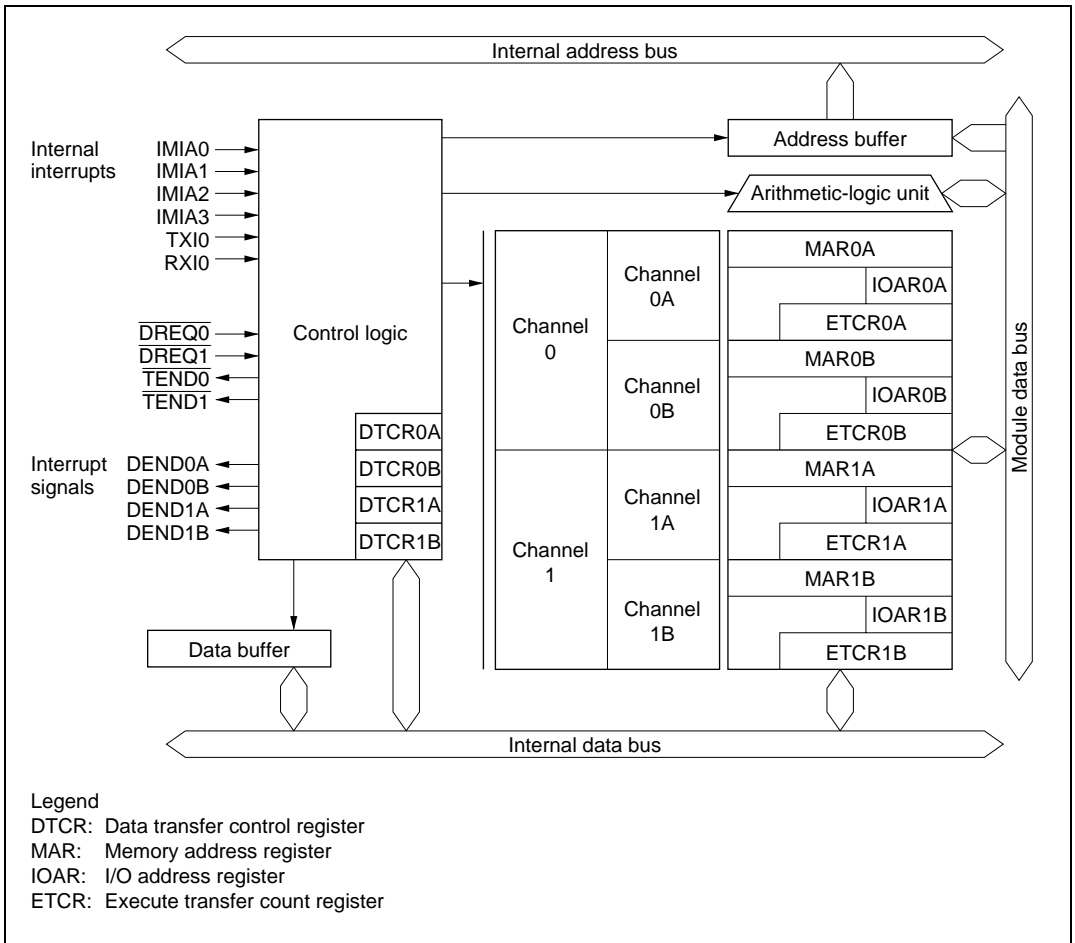 Internal address bus
Internal
interrupts
IMIA0
IMIA1
IMIA2
IMIA3
TXI0
RXI0
DREQ0
DREQ1
TEND0
TEND1
Interrupt
signals
DEND0A
DEND0B
DEND1A
DEND1B
Control logic
DTCR0A
DTCR0B
DTCR1A
DTCR1B
Data buffer
Address buffer
Arithmetic-logic unit
Channel
0
Channel
0A
Channel
0B
Channel
1
Channel
1A
Channel
1B
MAR0A
IOAR0A
ETCR0A
MAR0B
IOAR0B
ETCR0B
MAR1A
IOAR1A
ETCR1A
MAR1B
IOAR1B
ETCR1B
Module data bus
Internal data bus
Legend
DTCR: Data transfer control register
MAR: Memory address register
IOAR: I/O address register
ETCR: Execute transfer count register